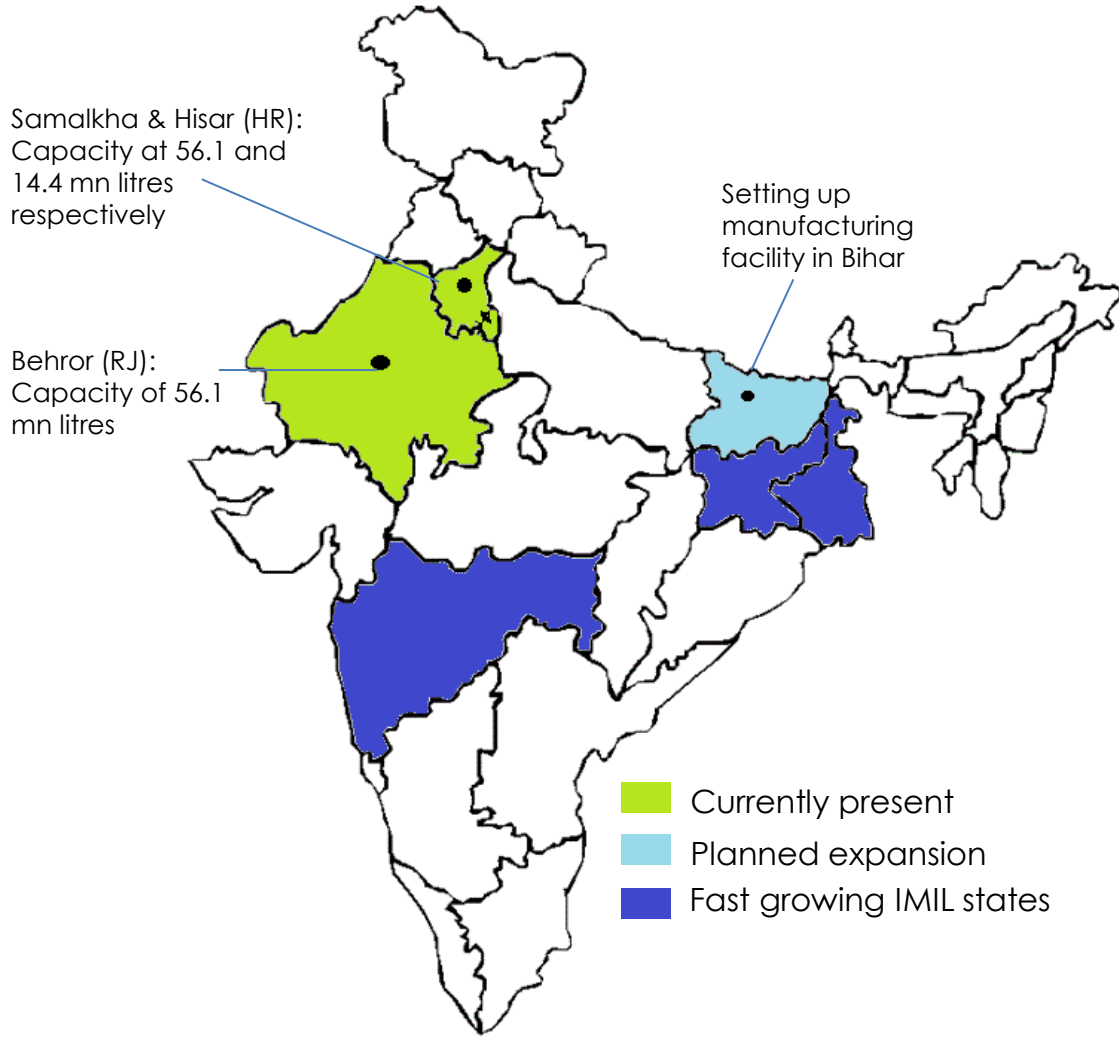 Samalkha & Hisar (HR):
Capacity at 56.1 and
14.4 mn litres
respectively
Setting up
manufacturing
facility in Bihar
Behror (RJ):
Capacity of 56.1
mn litres
Currently present
Planned expansion
Fast growing IMIL states